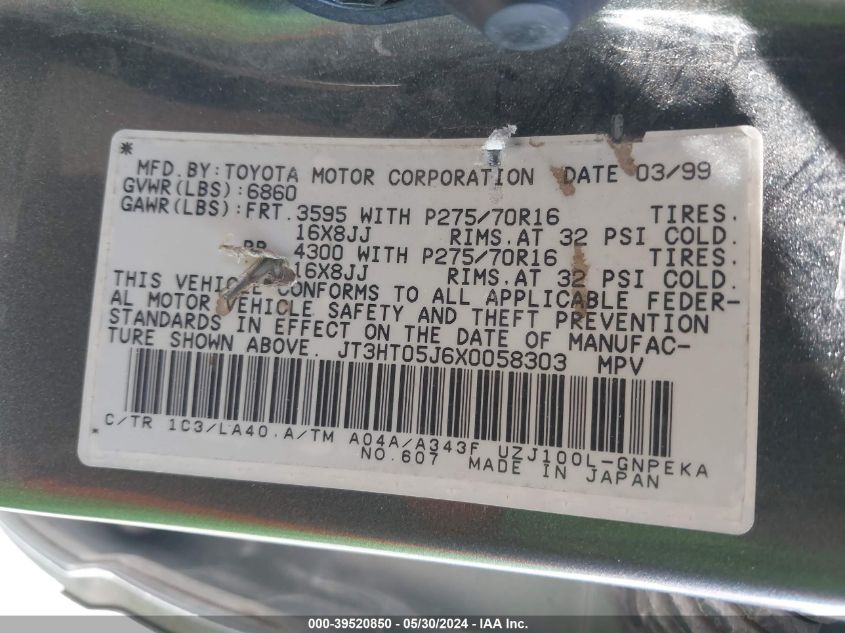 *
MFD.BY:TOYOTA MOTOR CORPORATION DATE 03/99
GVWR(LBS):6860
GAWR(LBS):FRT.3595 WITH P275/70R16 TIRES.
16X8JJ RIMS.AT 32 PSI COLD.
RR. 4300 WITH P275/70R16 TIRES.
16X8JJ RIMS.AT 32 PSI COLD.
THIS VEHICLE CONFORMS TO ALL APPLICABLE FEDER-
AL MOTOR VEHICLE SAFETY AND THEFT PREVENTION
STANDARDS IN EFFECT ON THE DATE OF MANUFAC-
TURE SHOWN ABOVE. JT3HT05J6X0058303 MPV
C/TR 1C3/LA40.A/TM A04A/A343F UZJ100L-GNPEKA
NO.607 MADE IN JAPAN
000-39520850 / 05/30/2024 — IAA Inc.